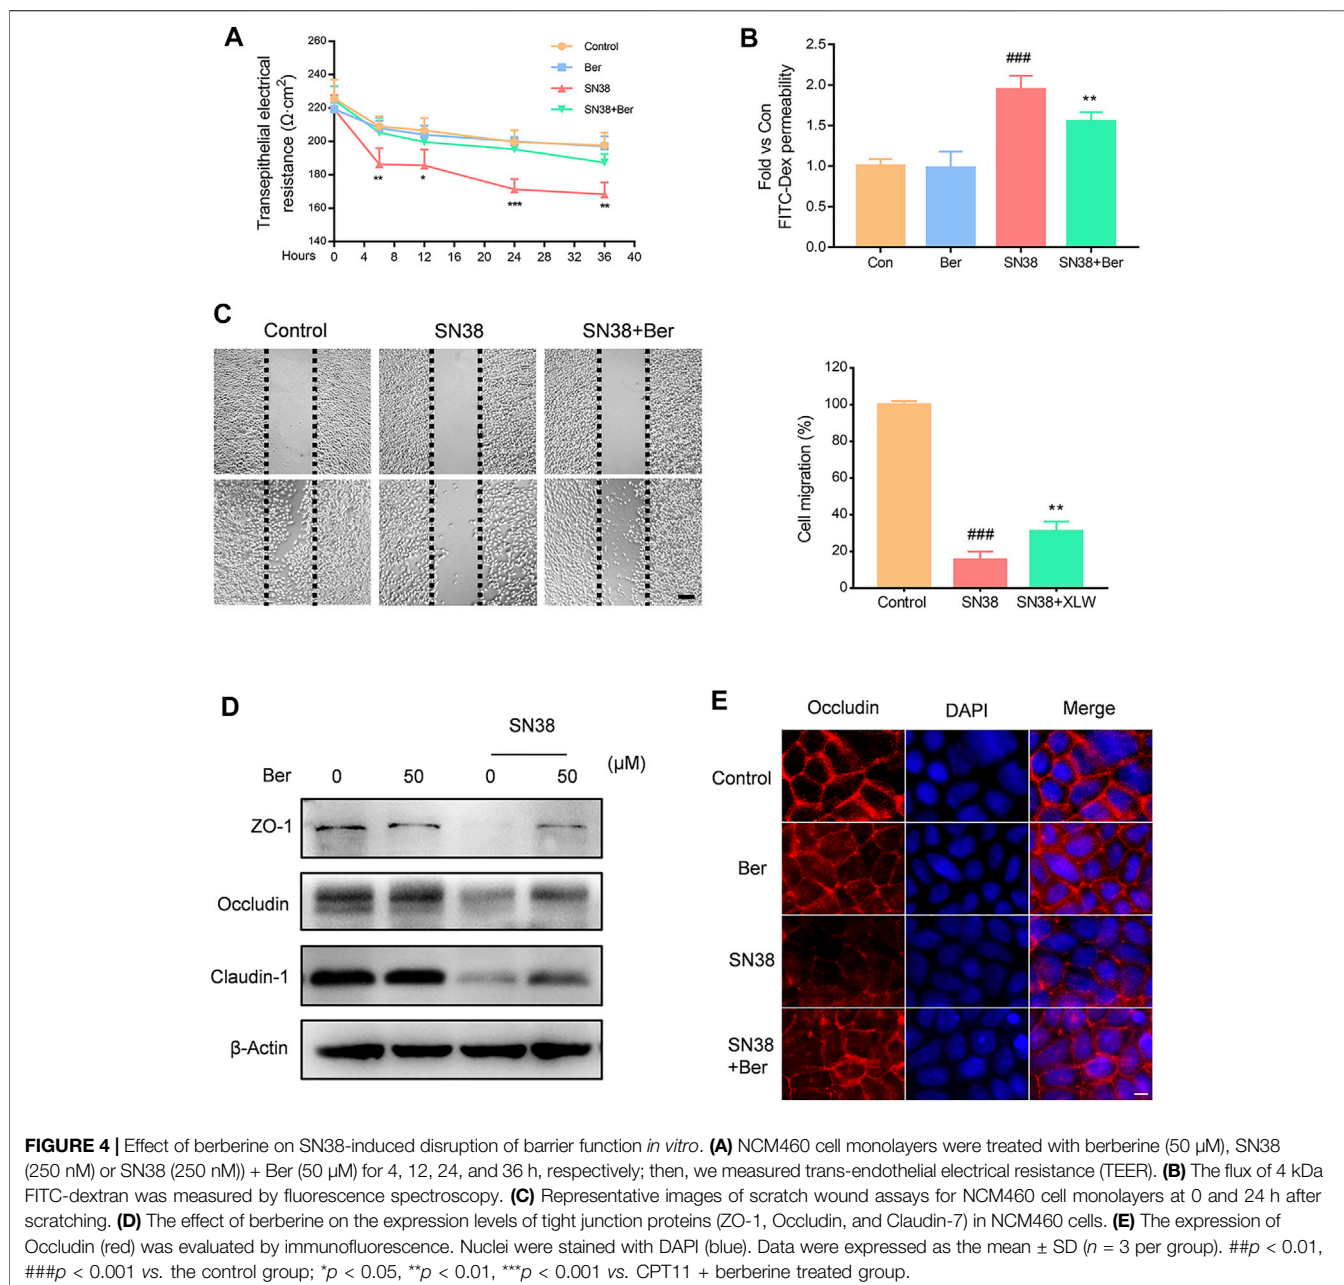 A
Transepithelial electrical
resistance (Ω·cm²)
260
240
220
200
180
160
140
Control
Ber
SN38
SN38+Ber
**
*
***
**
Hours
0 4 8 12 16 20 24 28 32 36 40
B
Fold vs Con
FITC-Dex permeability
2.5
2.0
1.5
1.0
0.5
0.0
###
**
Con Ber SN38 SN38+Ber
C
Control SN38 SN38+Ber
Cell migration (%)
120
100
80
60
40
20
0
###
**
Control SN38 SN38+XLW
D
SN38
Ber 0 50 0 50 (μM)
ZO-1
Occludin
Claudin-1
β-Actin
E
Occludin DAPI Merge
Control
Ber
SN38
SN38
+Ber
FIGURE 4 | Effect of berberine on SN38-induced disruption of barrier function in vitro. (A) NCM460 cell monolayers were treated with berberine (50 μM), SN38
(250 nM) or SN38 (250 nM)) + Ber (50 μM) for 4, 12, 24, and 36 h, respectively; then, we measured trans-endothelial electrical resistance (TEER). (B) The flux of 4 kDa
FITC-dextran was measured by fluorescence spectroscopy. (C) Representative images of scratch wound assays for NCM460 cell monolayers at 0 and 24 h after
scratching. (D) The effect of berberine on the expression levels of tight junction proteins (ZO-1, Occludin, and Claudin-7) in NCM460 cells. (E) The expression of
Occludin (red) was evaluated by immunofluorescence. Nuclei were stained with DAPI (blue). Data were expressed as the mean ± SD (n = 3 per group). ##p < 0.01,
###p < 0.001 vs. the control group; *p < 0.05, **p < 0.01, ***p < 0.001 vs. CPT11 + berberine treated group.